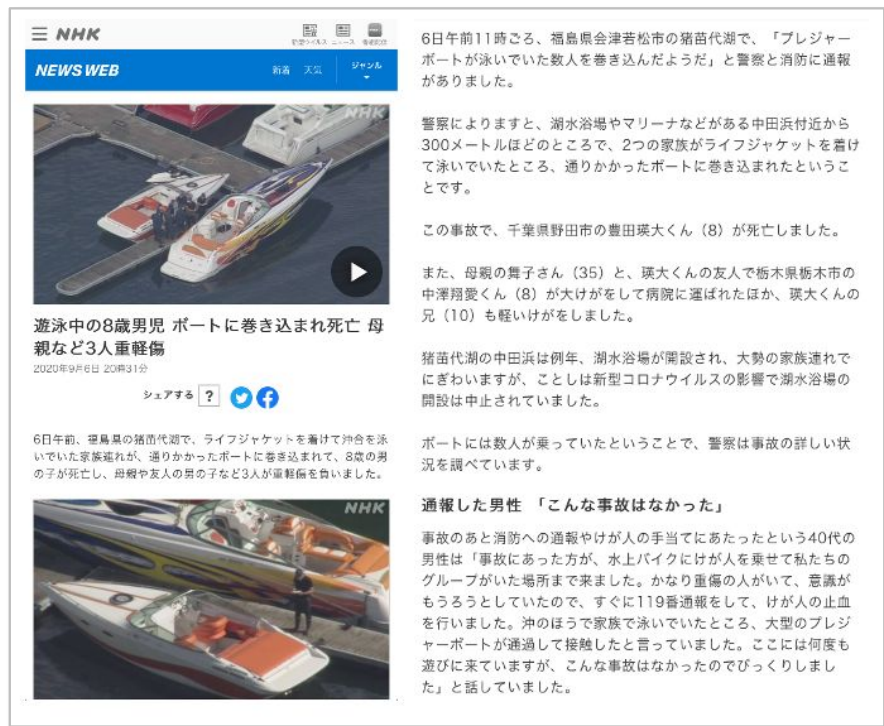 NHK
ニュース
NEWS WEB
新着
天気
ジャンル
NHK
遊泳中の8歳男児 ボートに巻き込まれ死亡 母
親など3人重軽傷
2020年9月6日 20時31分
シェアする
?
6日午前、福島県の猪苗代湖で、ライフジャケットを着けて沖合を泳
いでいた家族連れが、通りかかったボートに巻き込まれて、8歳の男
の子が死亡し、母親や友人の男の子など3人が重軽傷を負いました。
NHK
6日午前11時ごろ、福島県会津若松市の猪苗代湖で、「プレジャー
ボートが泳いでいた数人を巻き込んだようだ」と警察と消防に通報
がありました。
警察によりますと、湖水浴場やマリーナなどがある中田浜付近から
300メートルほどのところで、2つの家族がライフジャケットを着け
て泳いでいたところ、通りかかったボートに巻き込まれたというこ
とです。
この事故で、千葉県野田市の豊田瑛大くん（8）が死亡しました。
また、母親の舞子さん（35）と、瑛大くんの友人で栃木県栃木市の
中澤翔愛くん（8）が大けがをして病院に運ばれたほか、瑛大くんの
兄（10）も軽いけがをしました。
猪苗代湖の中田浜は例年、湖水浴場が開設され、大勢の家族連れで
にぎわいますが、ことしは新型コロナウイルスの影響で湖水浴場の
開設は中止されていました。
ボートには数人が乗っていたということで、警察は事故の詳しい状
況を調べています。
通報した男性 「こんな事故はなかった」
事故のあと消防への通報やけが人の手当てにあたったという40代の
男性は「事故にあった方が、水上バイクにけが人を乗せて私たちの
グループがいた場所まで来ました。かなり重傷の人がいて、意識が
もうろうとしていたので、すぐに119番通報をして、けが人の止血
を行いました。沖のほうで家族で泳いでいたところ、大型のプレジ
ャーボートが通過して接触したと言っていました。ここには何度も
遊びに来ていますが、こんな事故はなかったのでびっくりしまし
た」と話していました。